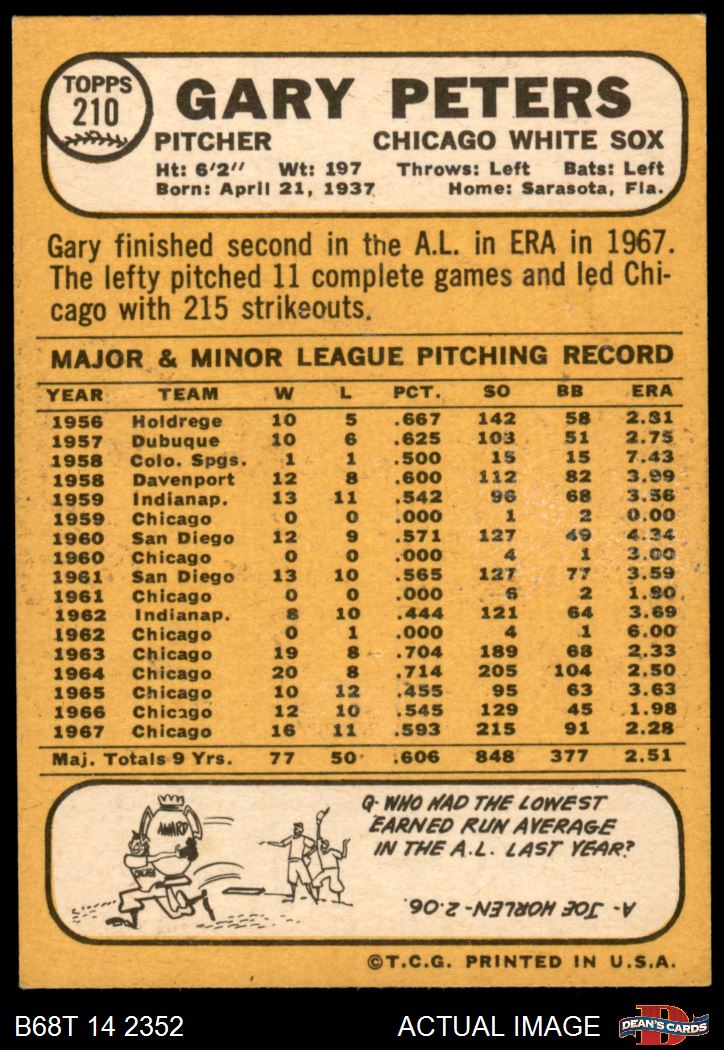 TOPPS
210
GARY PETERS
PITCHER CHICAGO WHITE SOX
Ht: 6'2" Wt: 197 Throws: Left Bats: Left
Born: April 21, 1937 Home: Sarasota, Fla.
Gary finished second in the A.L. in ERA in 1967.
The lefty pitched 11 complete games and led Chi-
cago with 215 strikeouts.
MAJOR & MINOR LEAGUE PITCHING RECORD
YEAR TEAM W L PCT. SO BB ERA
1956 Holdrege 10 5 .667 142 58 2.81
1957 Dubuque 10 6 .625 103 51 2.75
1958 Colo. Spgs. 1 1 .500 15 15 7.43
1958 Davenport 12 8 .600 112 82 3.99
1959 Indianap. 13 11 .542 96 68 3.56
1959 Chicago 0 0 .000 1 2 0.00
1960 San Diego 12 9 .571 127 49 4.34
1960 Chicago 0 0 .000 4 1 3.00
1961 San Diego 13 10 .565 127 77 3.59
1961 Chicago 0 0 .000 6 2 1.80
1962 Indianap. 8 10 .444 121 64 3.69
1962 Chicago 0 1 .000 4 1 6.00
1963 Chicago 19 8 .704 189 68 2.33
1964 Chicago 20 8 .714 205 104 2.50
1965 Chicago 10 12 .455 95 63 3.63
1966 Chicago 12 10 .545 129 45 1.98
1967 Chicago 16 11 .593 215 91 2.28
Maj. Totals 9 Yrs. 77 50 .606 848 377 2.51
AWARD
CHICAGO
Q- WHO HAD THE LOWEST
EARNED RUN AVERAGE
IN THE A.L. LAST YEAR?
A- JOE HORLEN- 2.06.
©T.C.G. PRINTED IN U.S.A.
B68T 14 2352 ACTUAL IMAGE
D
DEAN'S CARDS